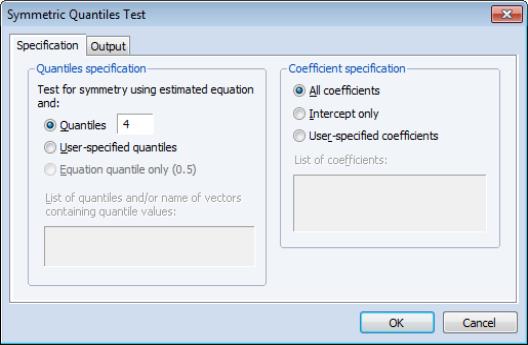 Symmetric Quantiles Test
Specification
Output
Quantiles specification
Test for symmetry using estimated equation
and:
Quantiles
4
User-specified quantiles
Equation quantile only (0.5)
List of quantiles and/or name of vectors
containing quantile values:
Coefficient specification
All coefficients
Intercept only
User-specified coefficients
List of coefficients:
OK
Cancel